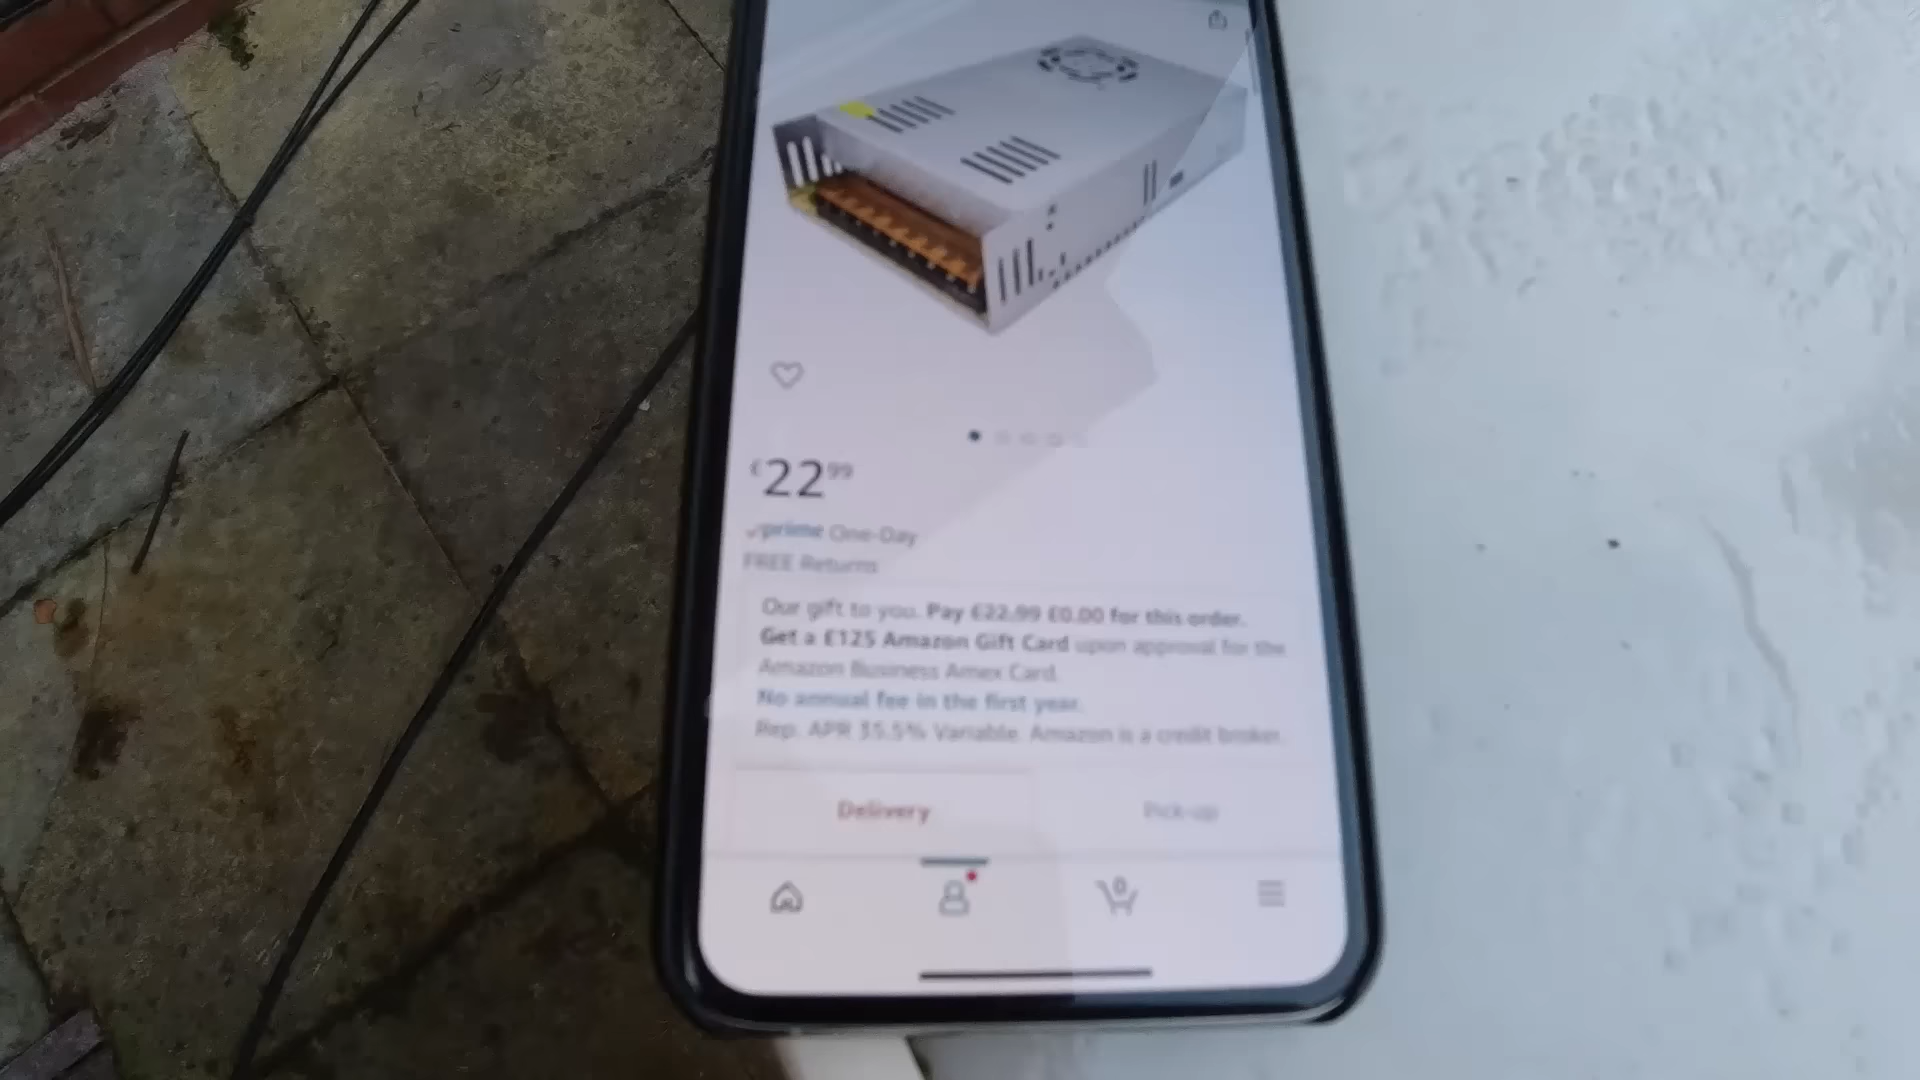 £22⁹⁹
prime One-Day
FREE Returns
Our gift to you. Pay £22.99 £0.00 for this order.
Get a £125 Amazon Gift Card upon approval for the
Amazon Business Amex Card.
No annual fee in the first year.
Rep. APR 35.5% Variable. Amazon is a credit broker.
Delivery
Pick-up
0